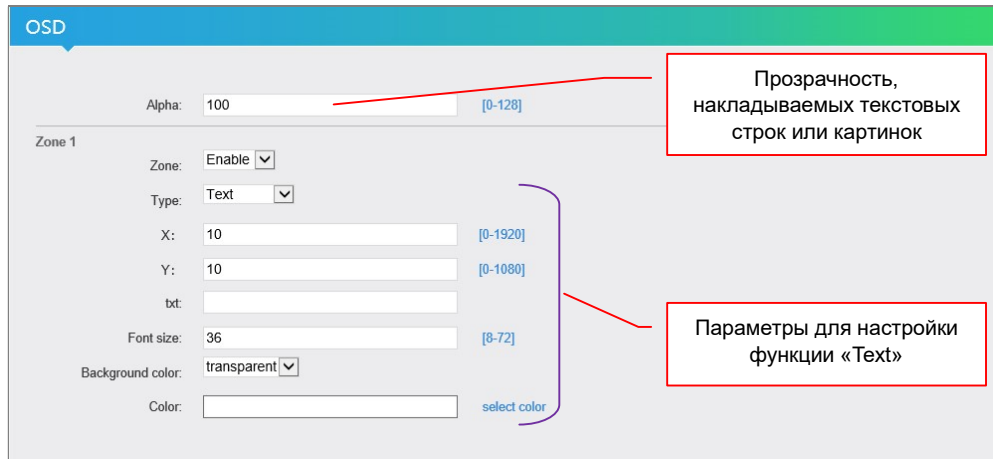 OSD
Alpha: 100 [0-128]
Прозрачность,
накладываемых текстовых
строк или картинок
Zone 1
Zone: Enable
Type: Text
X: 10 [0-1920]
Y: 10 [0-1080]
txt:
Font size: 36 [8-72]
Параметры для настройки
функции «Text»
Background color: transparent
Color: select color